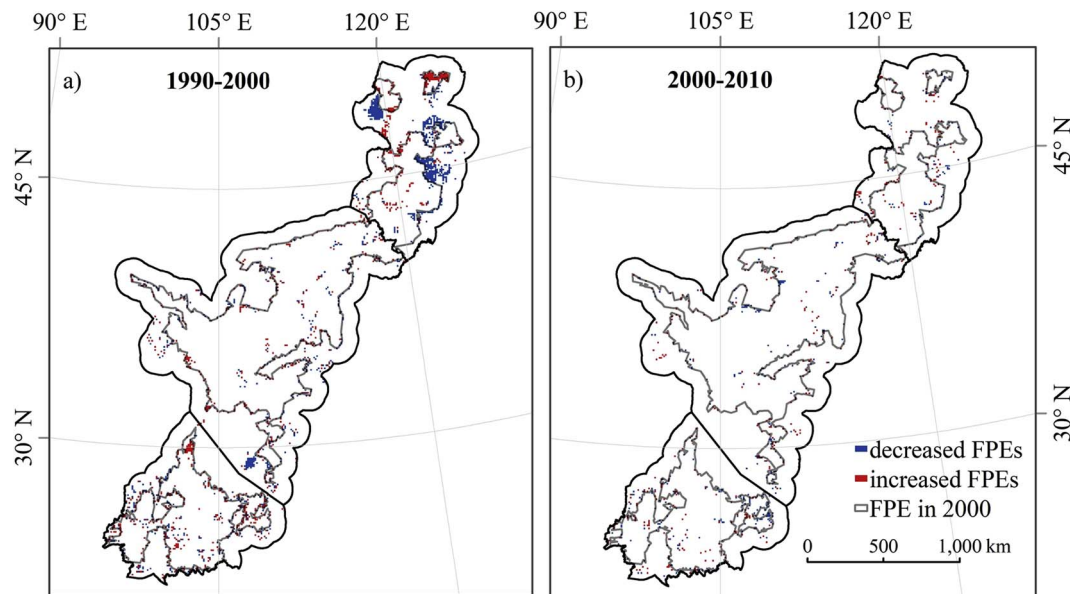 90° E 105° E 120° E 90° E 105° E 120° E
a) 1990-2000 b) 2000-2010
45° N 45° N
30° N 30° N
decreased FPEs
increased FPEs
FPE in 2000
0 500 1,000 km